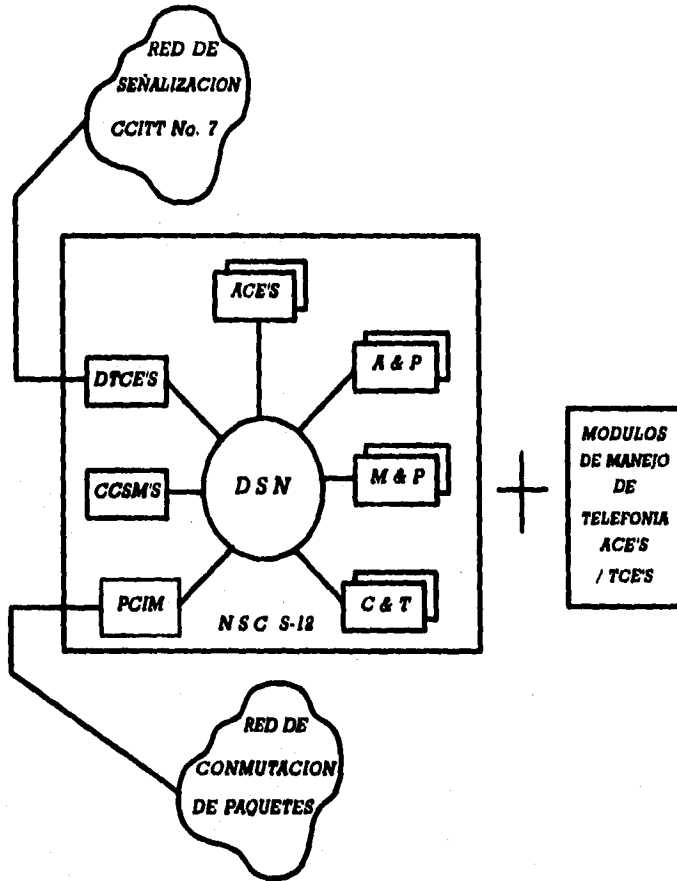 RED DE
SEÑALIZACION
CCITT No. 7
ACE'S
DTCE'S
A & P
CCSM'S
D S N
M & P
PCIM
C & T
N S C S-12
MODULOS
DE MANEJO
DE
TELEFONIA
ACE'S
/ TCE'S
RED DE
CONMUTACION
DE PAQUETES